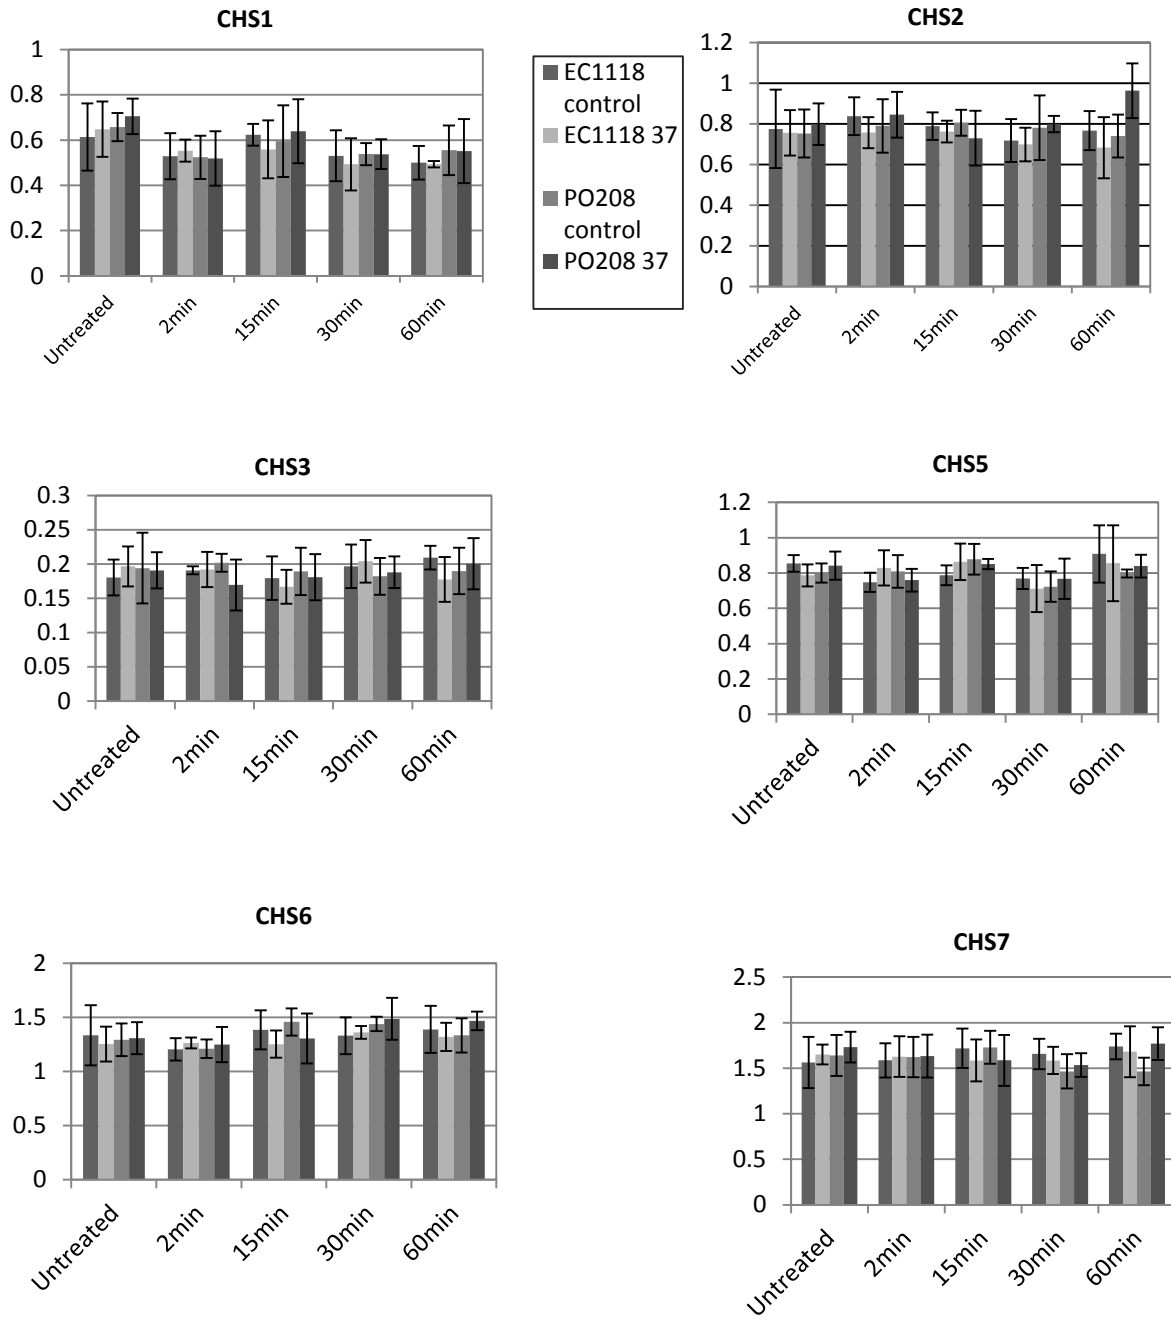 CHS1
1
0.8
0.6
0.4
0.2
0
Untreated
2min
15min
30min
60min
EC1118
control
EC1118 37
PO208
control
PO208 37
CHS2
1.2
1
0.8
0.6
0.4
0.2
0
Untreated
2min
15min
30min
60min
CHS3
0.3
0.25
0.2
0.15
0.1
0.05
0
Untreated
2min
15min
30min
60min
CHS5
1.2
1
0.8
0.6
0.4
0.2
0
Untreated
2min
15min
30min
60min
CHS6
2
1.5
1
0.5
0
Untreated
2min
15min
30min
60min
CHS7
2.5
2
1.5
1
0.5
0
Untreated
2min
15min
30min
60min